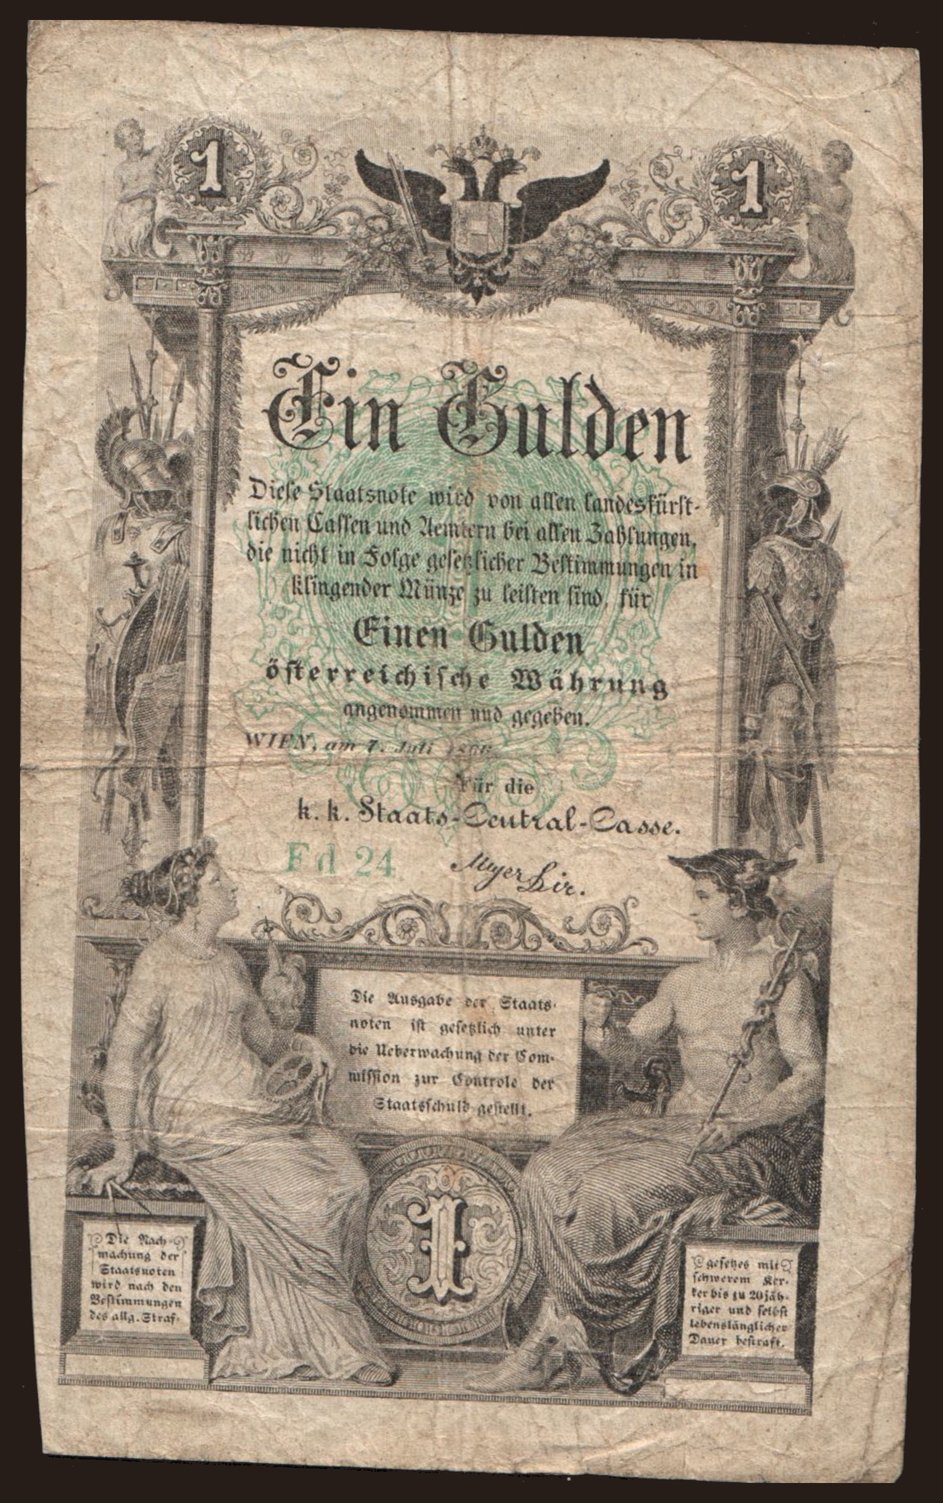 1 1
Ein Gulden
Diese Staatsnote wird von allen landesfürst-
lichen Cassen und Aemtern bei allen Zahlungen,
die nicht in Folge gesetzlicher Bestimmungen in
klingender Münze zu leisten sind, für
Einen Gulden
österreichische Währung
angenommen und gegeben.
WIEN, am 7. Juli 1866
Für die
k. k. Staats-Central-Casse.
Fd 24
Die Ausgabe der Staats-
noten ist gesetzlich unter
die Ueberwachung der Com-
mission zur Controle der
Staatsschuld gestellt.
1
Die Nach-
machung der
Staatsnoten
wird nach den
Bestimmungen
des allg. Straf-
gesetzes mit
schwerem Ker-
ker bis zu 20 jäh-
riger und selbst
lebenslänglicher
Dauer bestraft.